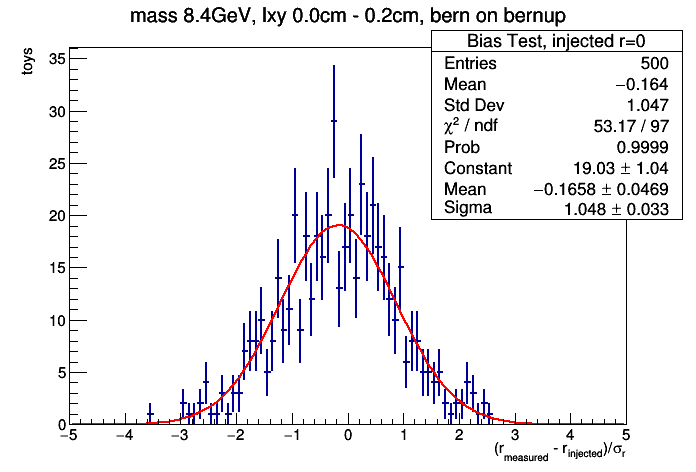 mass 8.4GeV, lxy 0.0cm - 0.2cm, bern on bernup
toys
Bias Test, injected r=0
Entries 500
Mean −0.164
Std Dev 1.047
χ² / ndf 53.17 / 97
Prob 0.9999
Constant 19.03 ± 1.04
Mean −0.1658 ± 0.0469
Sigma 1.048 ± 0.033
35
30
25
20
15
10
5
0
−5 −4 −3 −2 −1 0 1 2 3 4 5
(r_measured - r_injected)/σ_r